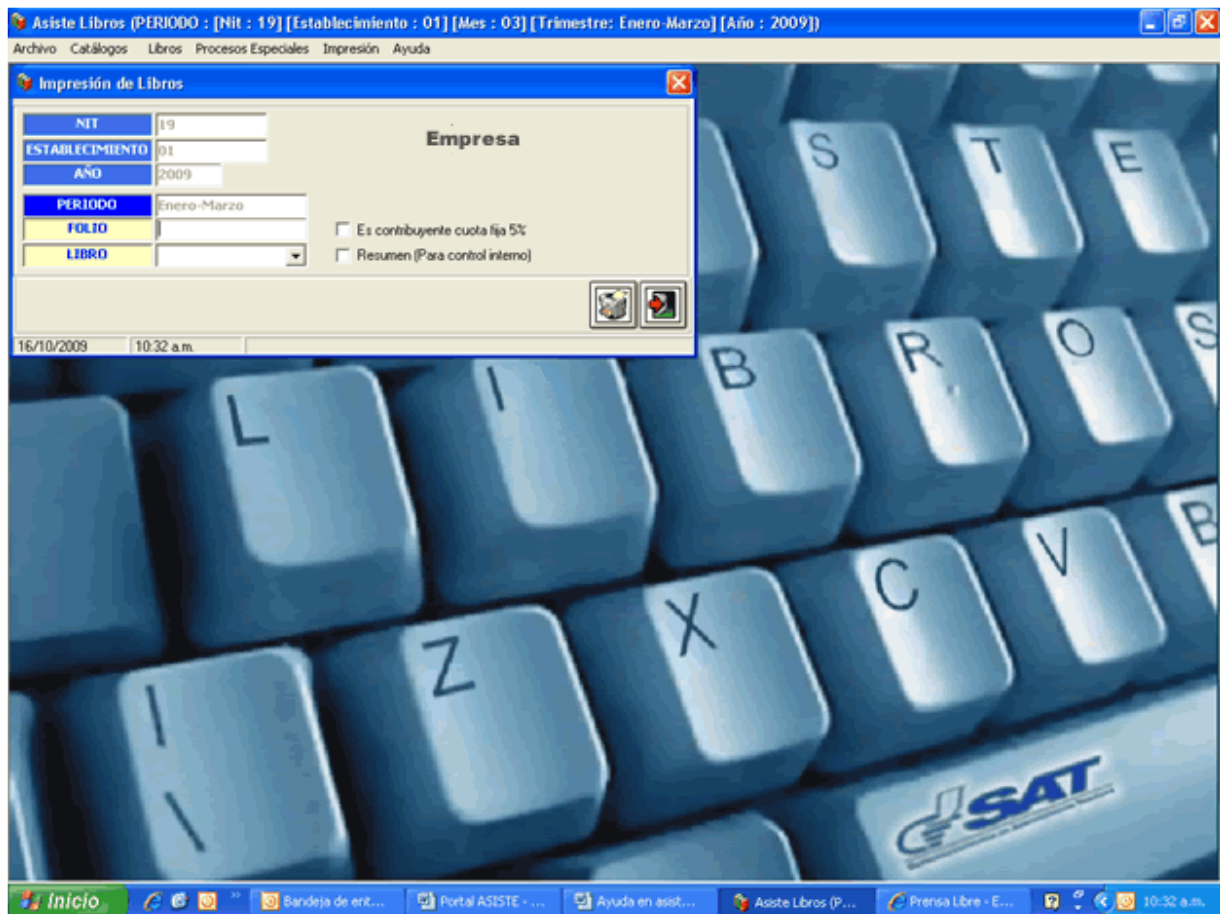 Asiste Libros (PERIODO : [Nit : 19] [Establecimiento : 01] [Mes : 03] [Trimestre: Enero-Marzo] [Año : 2009])
Archivo Catálogos Libros Procesos Especiales Impresión Ayuda
Impresión de Libros
NIT 19
Empresa
ESTABLECIMIENTO 01
AÑO 2009
PERIODO Enero-Marzo
FOLIO
Es contribuyente cuota fija 5%
LIBRO
Resumen (Para control interno)
16/10/2009 10:32 a.m.
S T E
L I B R O S
Z X C V B
SAT
Inicio Bandeja de ent... Portal ASISTE - ... Ayuda en asist... Asiste Libros (P... Prensa Libre - E... 10:32 a.m.